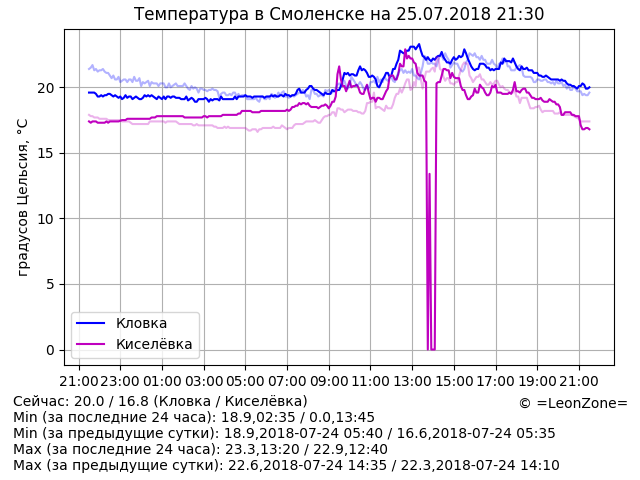 Температура в Смоленске на 25.07.2018 21:30
градусов Цельсия, °C
20
15
10
5
0
Кловка
Киселёвка
21:00 23:00 01:00 03:00 05:00 07:00 09:00 11:00 13:00 15:00 17:00 19:00 21:00
Сейчас: 20.0 / 16.8 (Кловка / Киселёвка)
© =LeonZone=
Min (за последние 24 часа): 18.9,02:35 / 0.0,13:45
Min (за предыдущие сутки): 18.9,2018-07-24 05:40 / 16.6,2018-07-24 05:35
Max (за последние 24 часа): 23.3,13:20 / 22.9,12:40
Max (за предыдущие сутки): 22.6,2018-07-24 14:35 / 22.3,2018-07-24 14:10